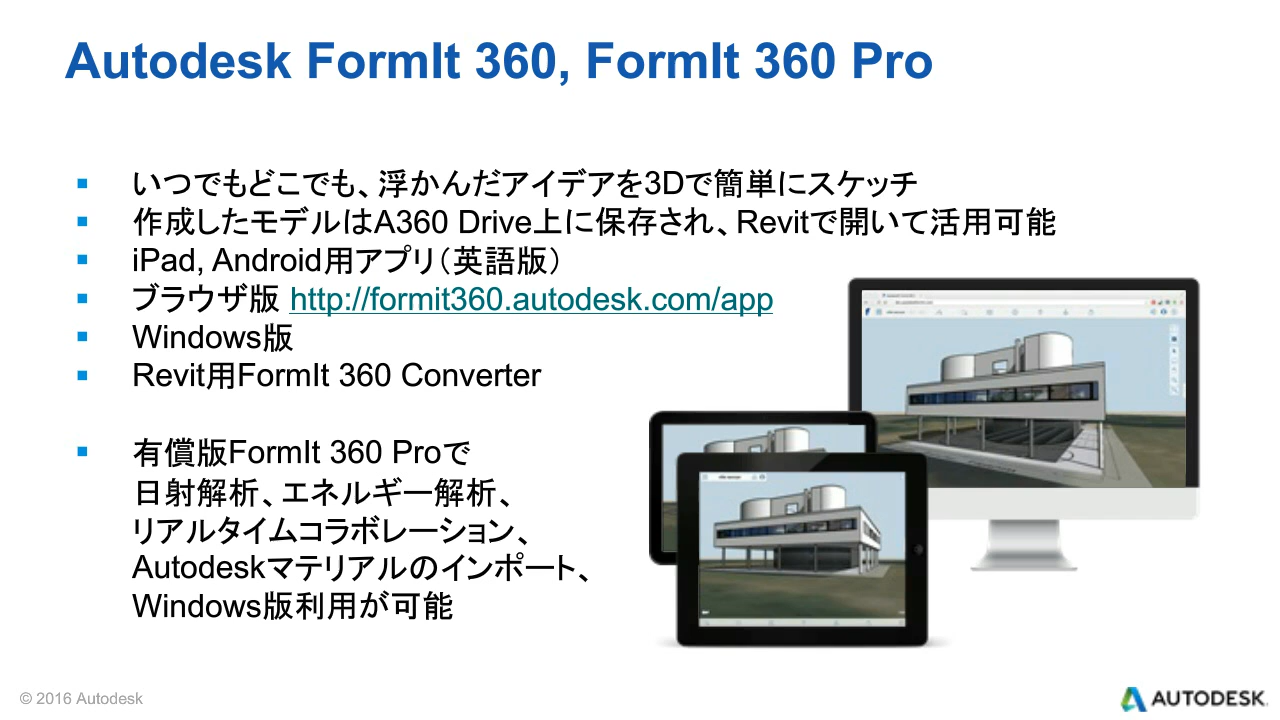 Autodesk FormIt 360, FormIt 360 Pro
▪ いつでもどこでも、浮かんだアイデアを3Dで簡単にスケッチ
▪ 作成したモデルはA360 Drive上に保存され、Revitで開いて活用可能
▪ iPad, Android用アプリ（英語版）
▪ ブラウザ版 http://formit360.autodesk.com/app
▪ Windows版
▪ Revit用FormIt 360 Converter
▪ 有償版FormIt 360 Proで
日射解析、エネルギー解析、
リアルタイムコラボレーション、
Autodeskマテリアルのインポート、
Windows版利用が可能
© 2016 Autodesk
AUTODESK.